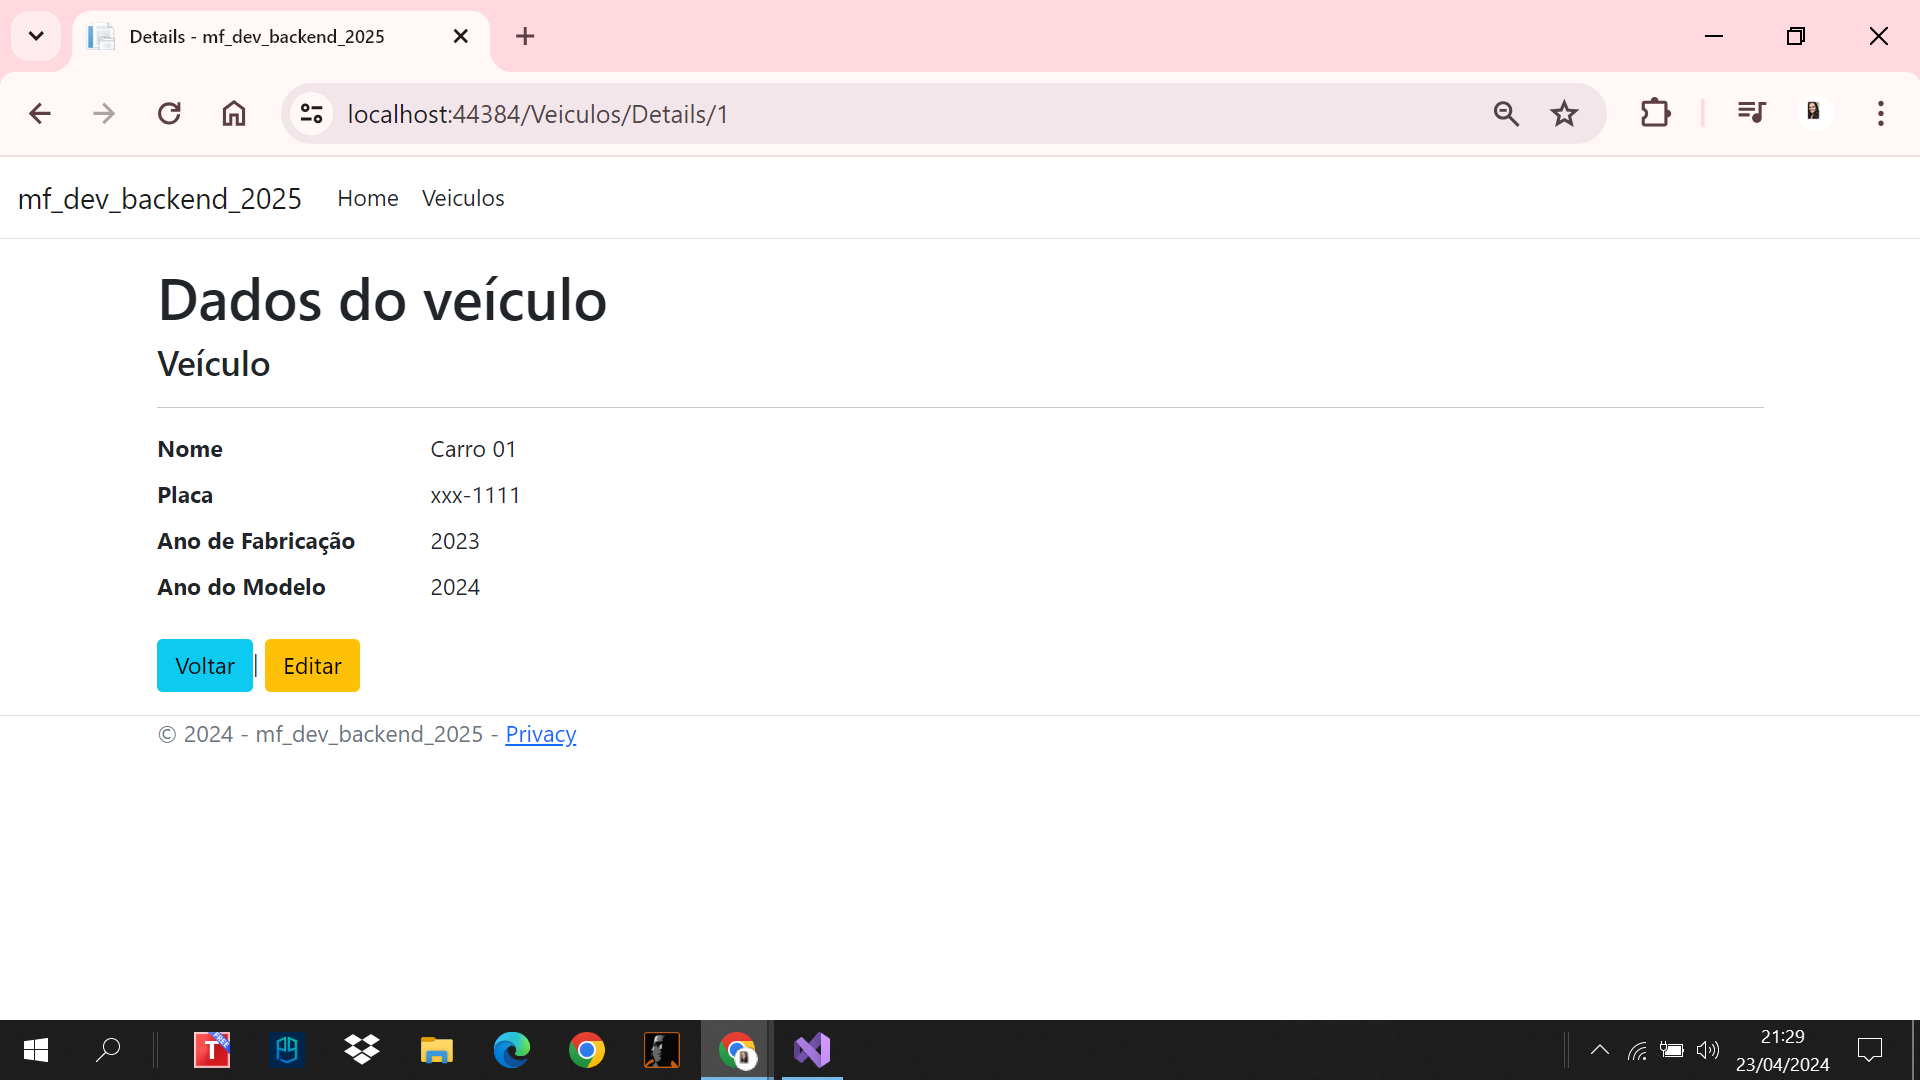 Details - mf_dev_backend_2025
localhost:44384/Veiculos/Details/1
mf_dev_backend_2025 Home Veiculos
Dados do veículo
Veículo
Nome Carro 01
Placa xxx-1111
Ano de Fabricação 2023
Ano do Modelo 2024
Voltar | Editar
© 2024 - mf_dev_backend_2025 - Privacy
T FREE
21:29
23/04/2024